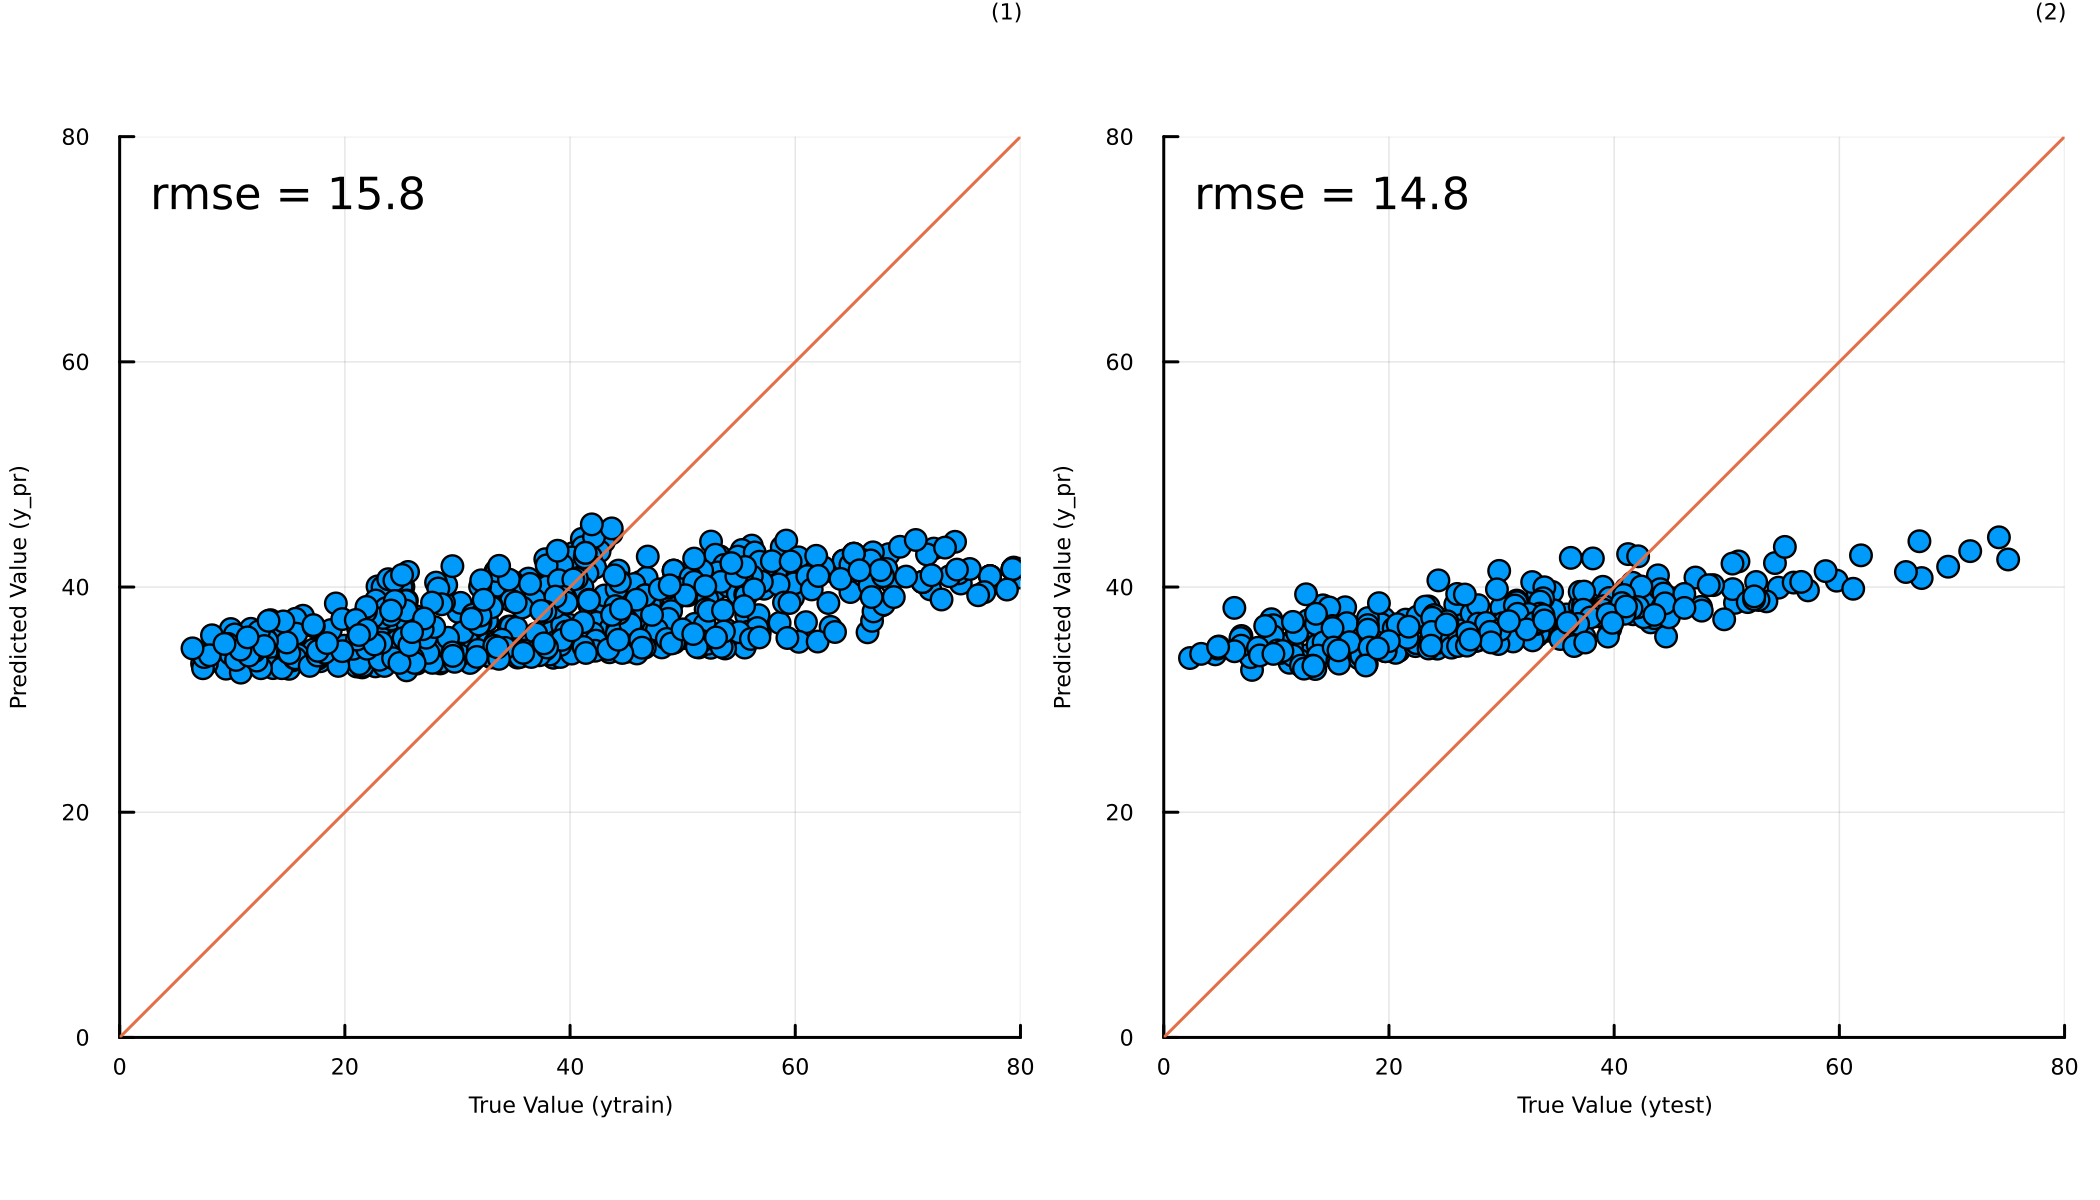 (1)
rmse = 15.8
Predicted Value (y_pr)
80
60
40
20
0
0 20 40 60 80
True Value (ytrain)
(2)
rmse = 14.8
Predicted Value (y_pr)
80
60
40
20
0
0 20 40 60 80
True Value (ytest)